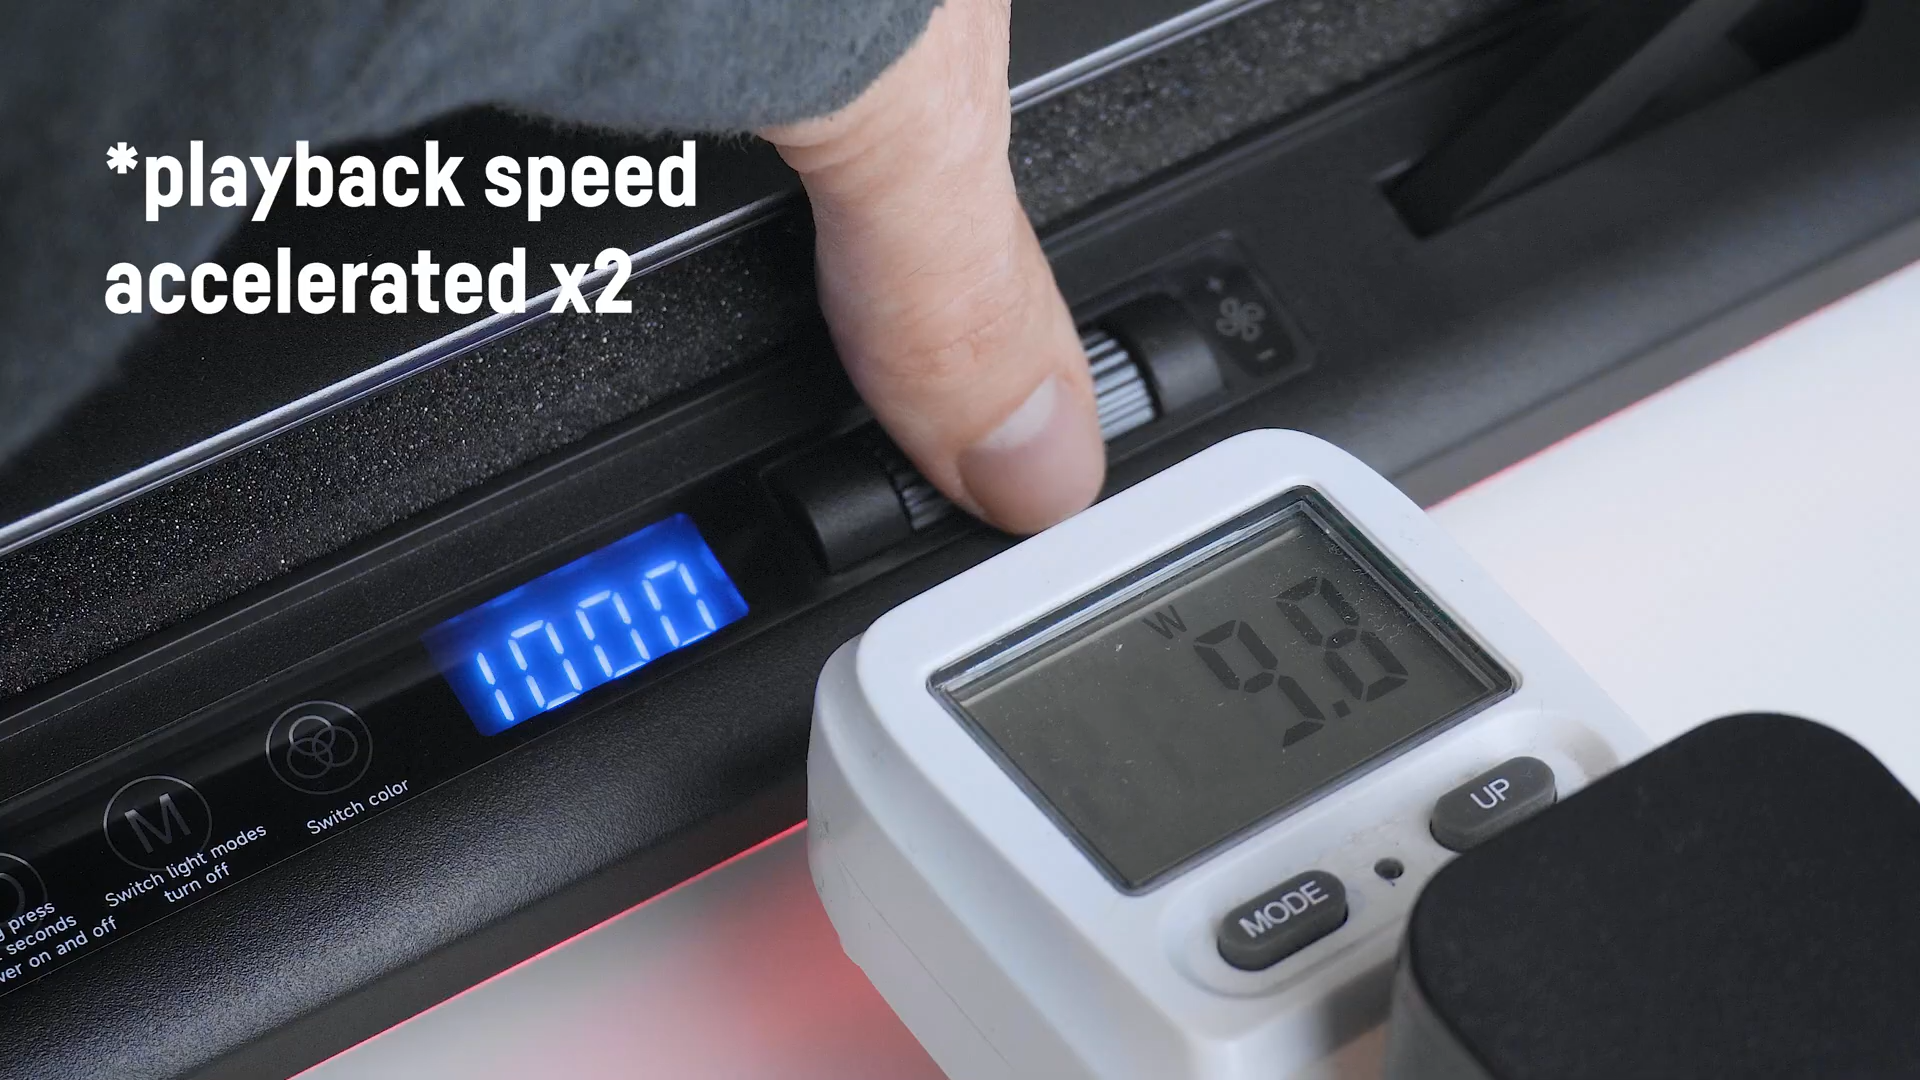 *playback speed
accelerated x2
1000
W
9.8
UP
MODE
M
Switch color
Switch light modes
turn off
press
seconds
on and off